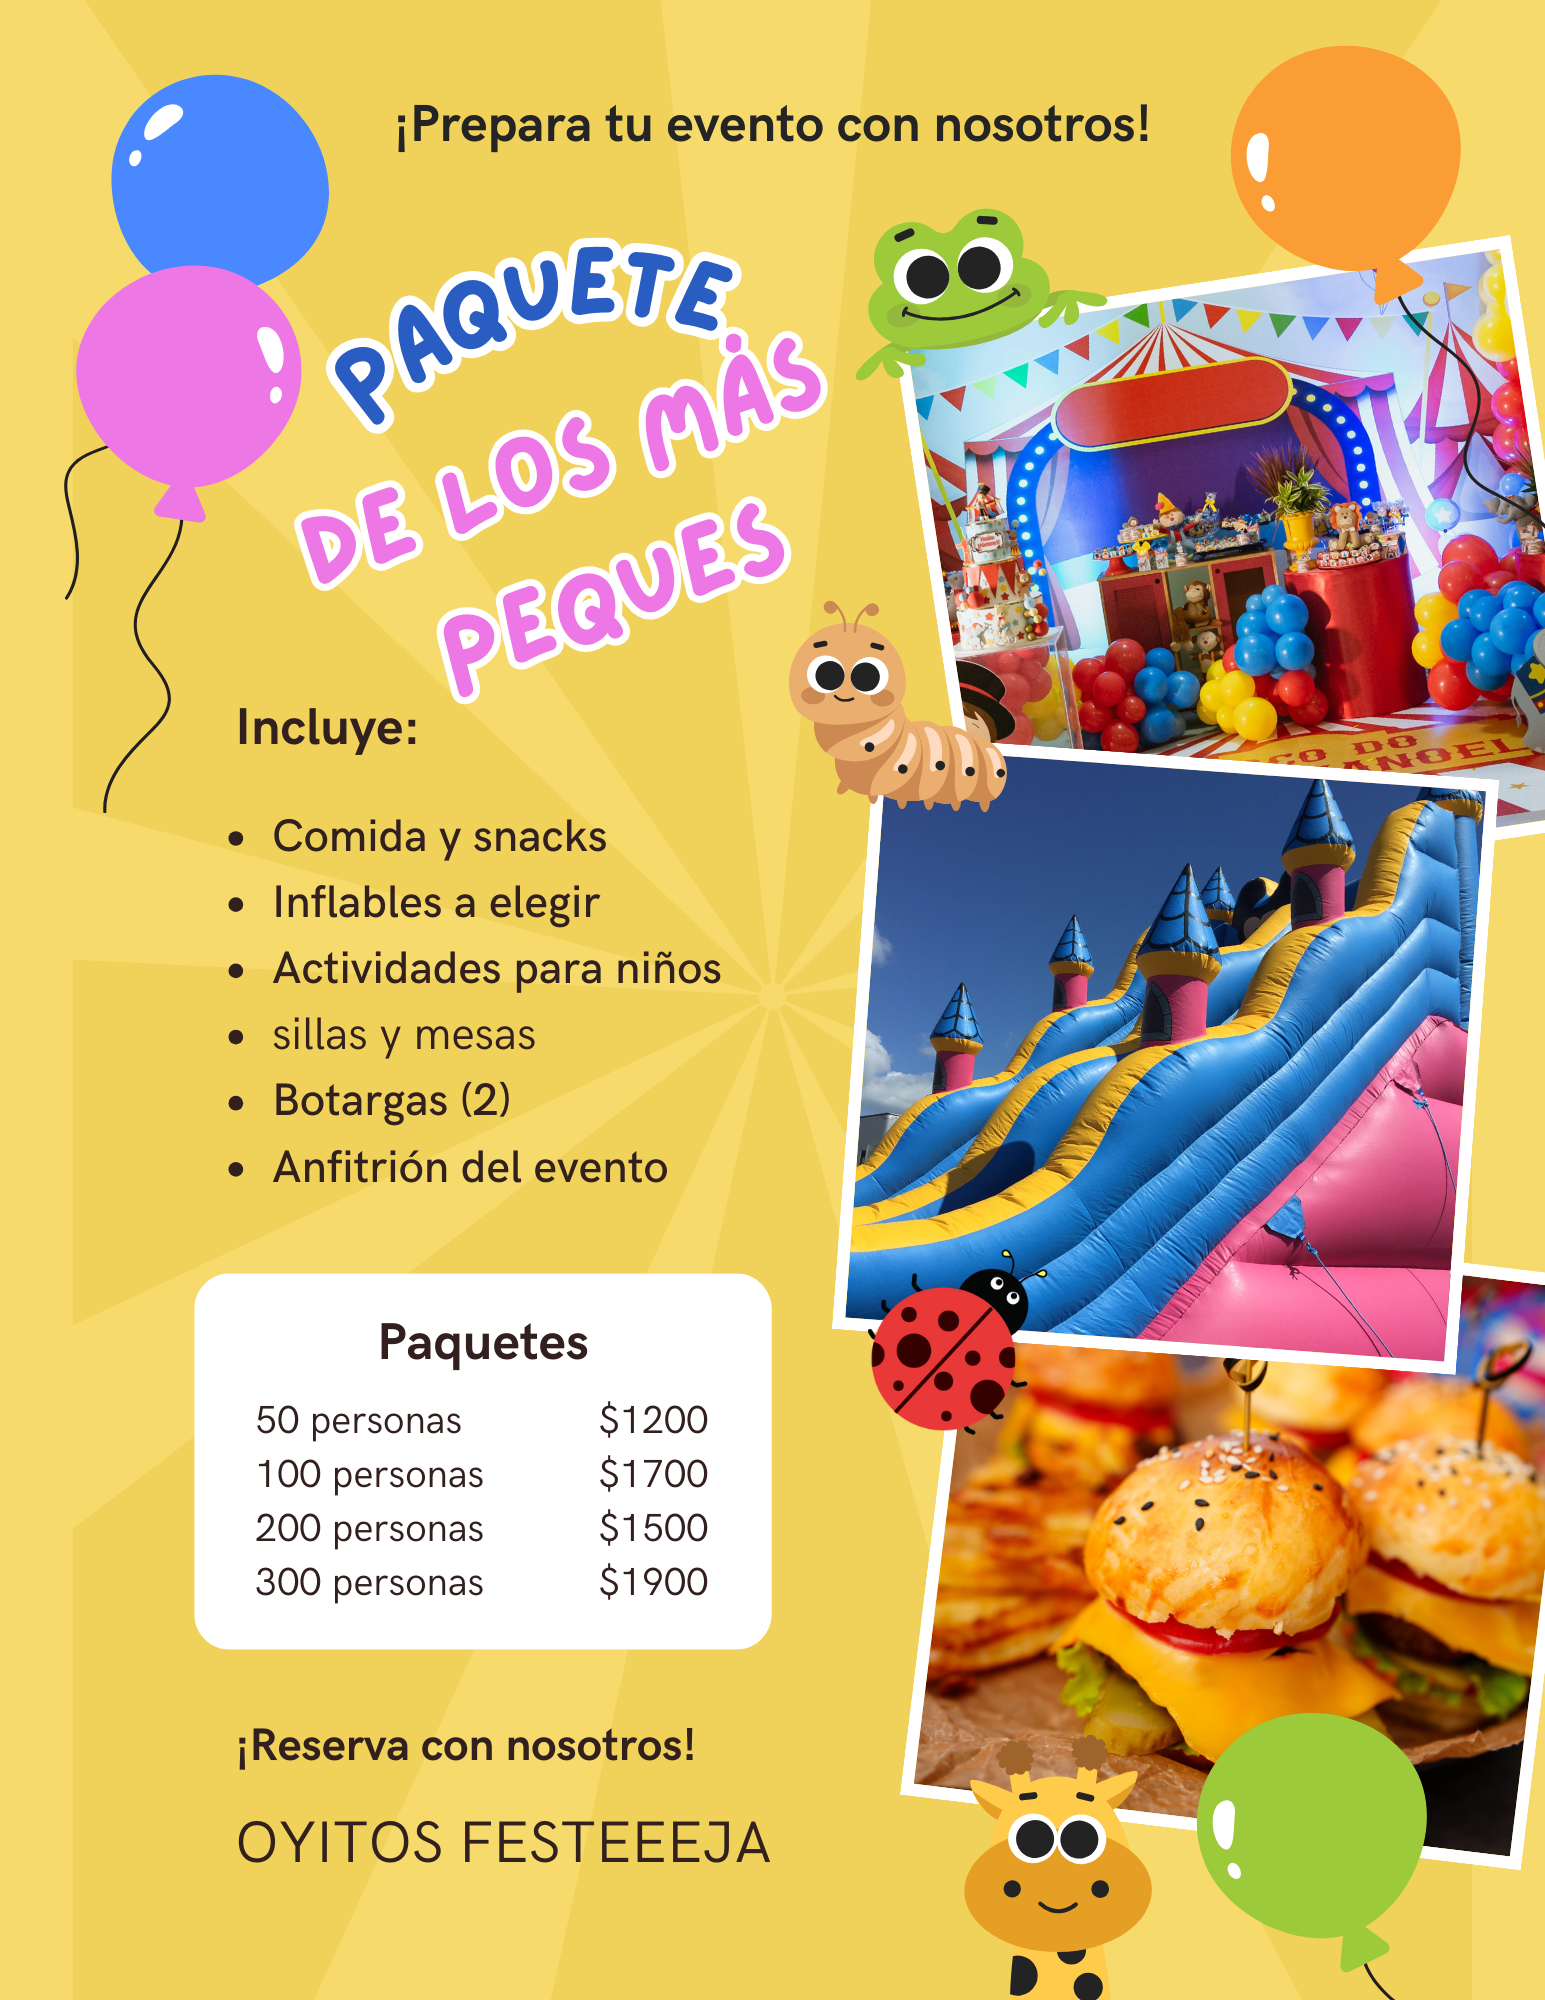 ¡Prepara tu evento con nosotros!
PAQUETE
DE LOS MÁS
PEQUES
Incluye:
• Comida y snacks
• Inflables a elegir
• Actividades para niños
• sillas y mesas
• Botargas (2)
• Anfitrión del evento
Paquetes
50 personas $1200
100 personas $1700
200 personas $1500
300 personas $1900
¡Reserva con nosotros!
OYITOS FESTEEEJA